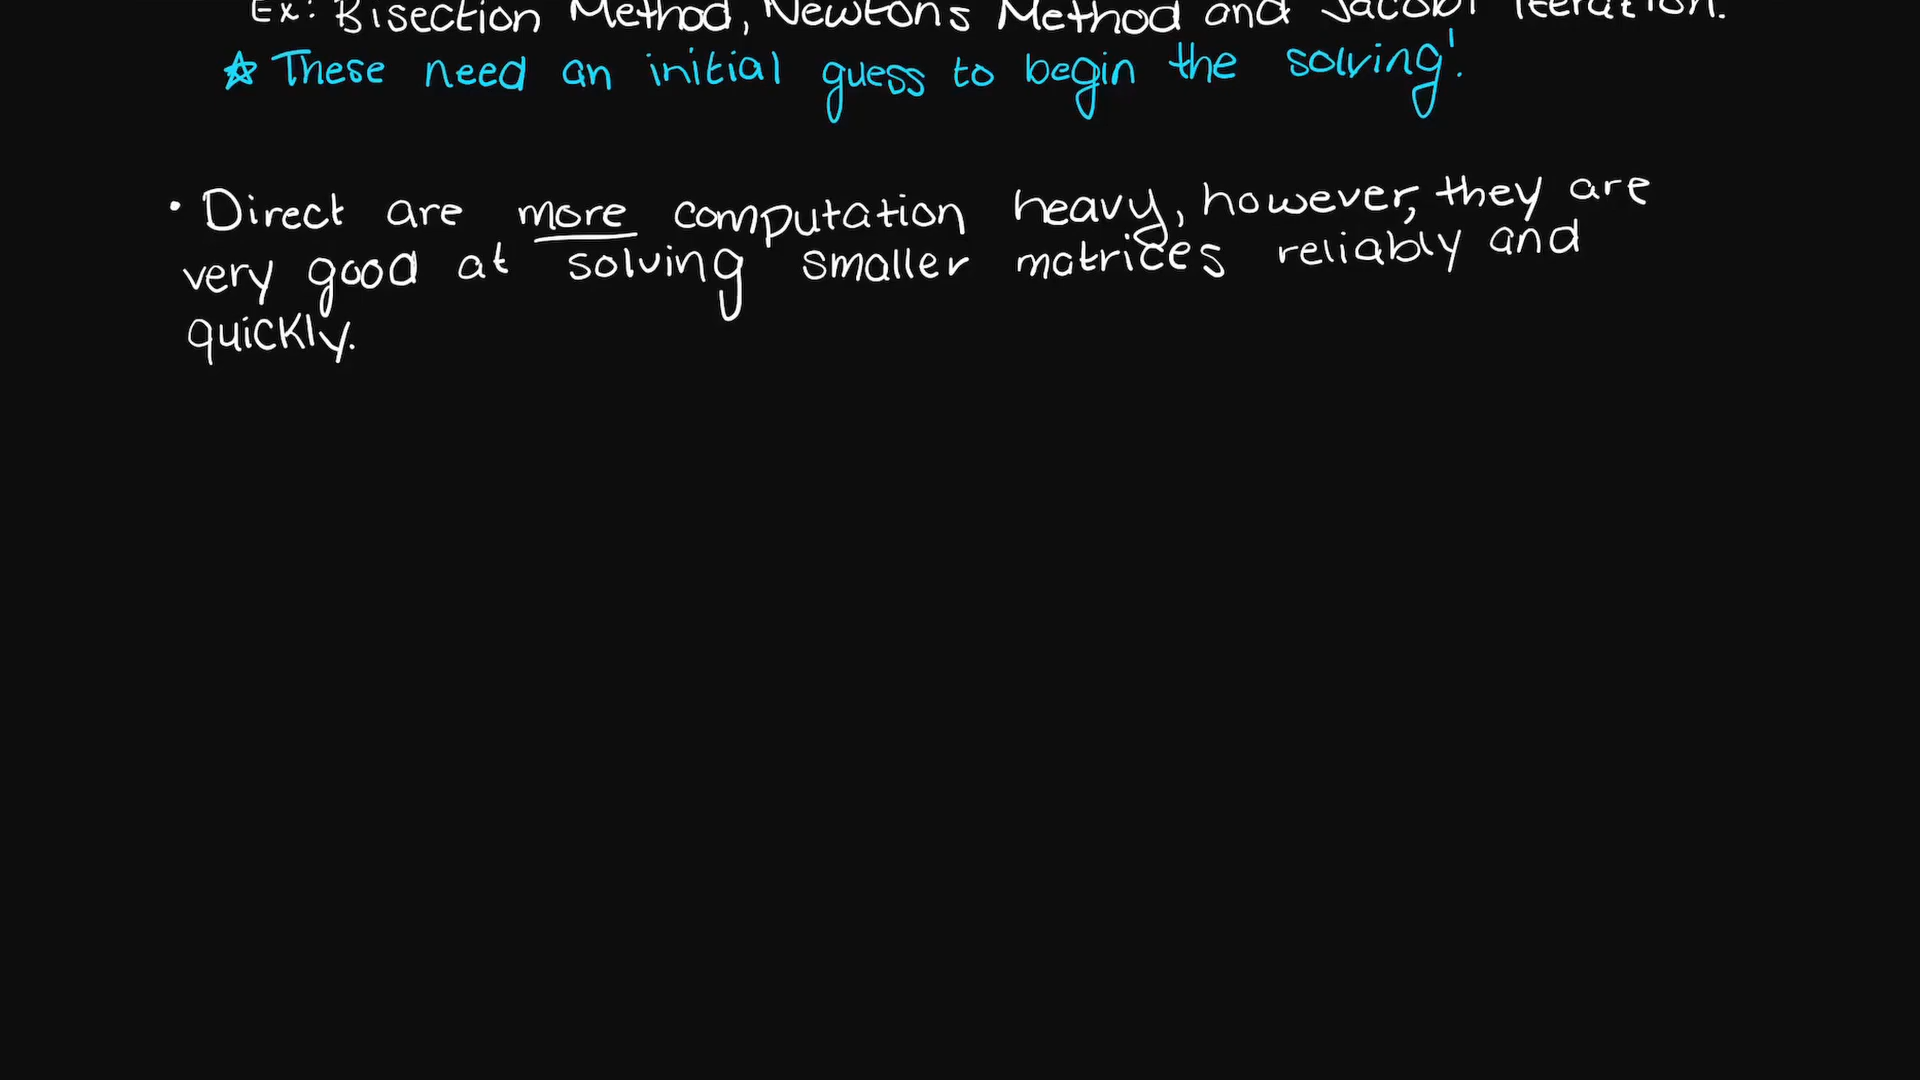 Ex: Bisection Method, Newtons Method and Jacobi Iteration.
☆ These need an initial guess to begin the solving!
• Direct are more computation heavy, however, they are
very good at solving smaller matrices reliably and
quickly.